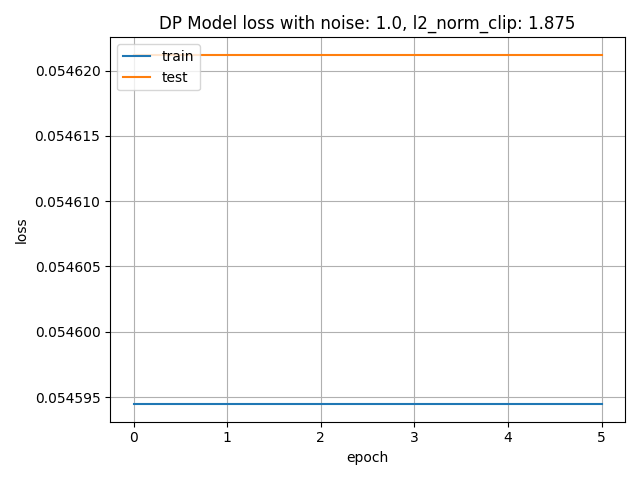 DP Model loss with noise: 1.0, l2_norm_clip: 1.875
train
test
0.054620
0.054615
0.054610
0.054605
0.054600
0.054595
loss
0 1 2 3 4 5
epoch